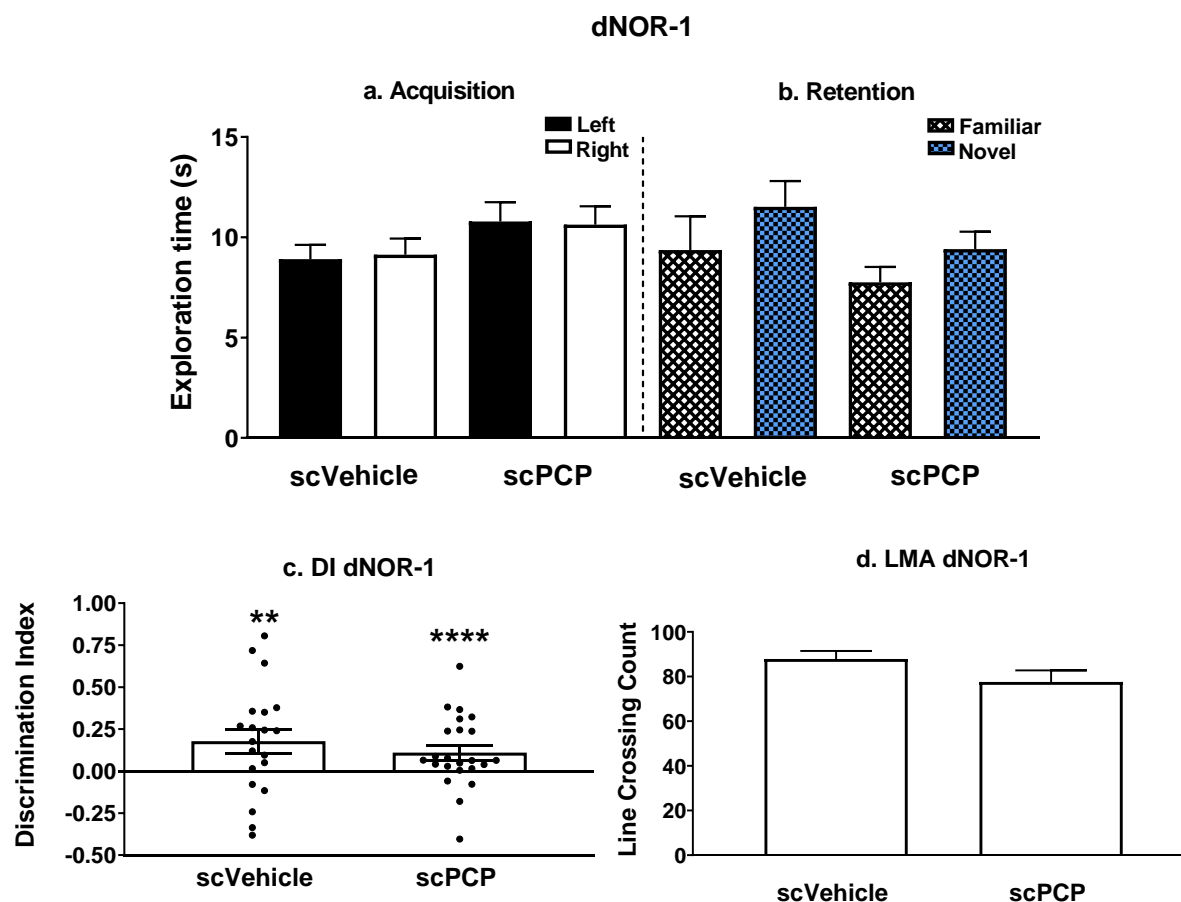 dNOR-1
a. Acquisition
b. Retention
Left
Right
Familiar
Novel
Exploration time (s)
15
10
5
0
scVehicle
scPCP
scVehicle
scPCP
c. DI dNOR-1
Discrimination Index
1.00
0.75
0.50
0.25
0.00
-0.25
-0.50
**
****
scVehicle
scPCP
d. LMA dNOR-1
Line Crossing Count
100
80
60
40
20
0
scVehicle
scPCP